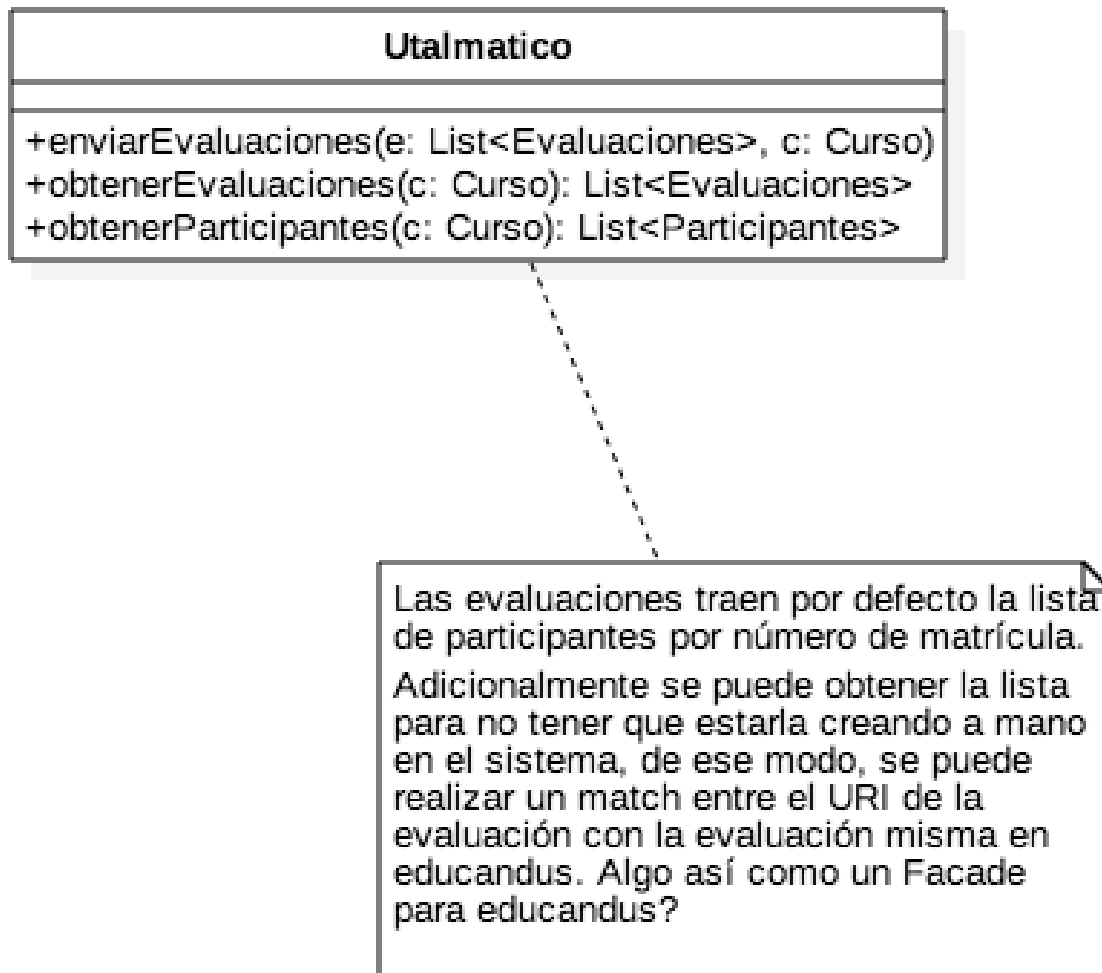 Utalmatico
+enviarEvaluaciones(e: List<Evaluaciones>, c: Curso)
+obtenerEvaluaciones(c: Curso): List<Evaluaciones>
+obtenerParticipantes(c: Curso): List<Participantes>
Las evaluaciones traen por defecto la lista
de participantes por número de matrícula.
Adicionalmente se puede obtener la lista
para no tener que estarla creando a mano
en el sistema, de ese modo, se puede
realizar un match entre el URI de la
evaluación con la evaluación misma en
educandus. Algo así como un Facade
para educandus?